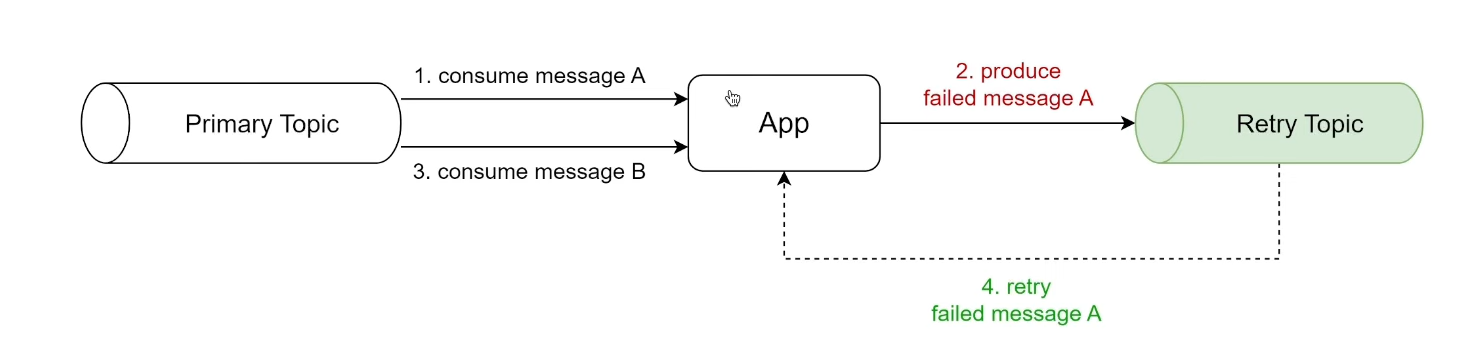 1. consume message A
2. produce
failed message A
Primary Topic
App
Retry Topic
3. consume message B
4. retry
failed message A